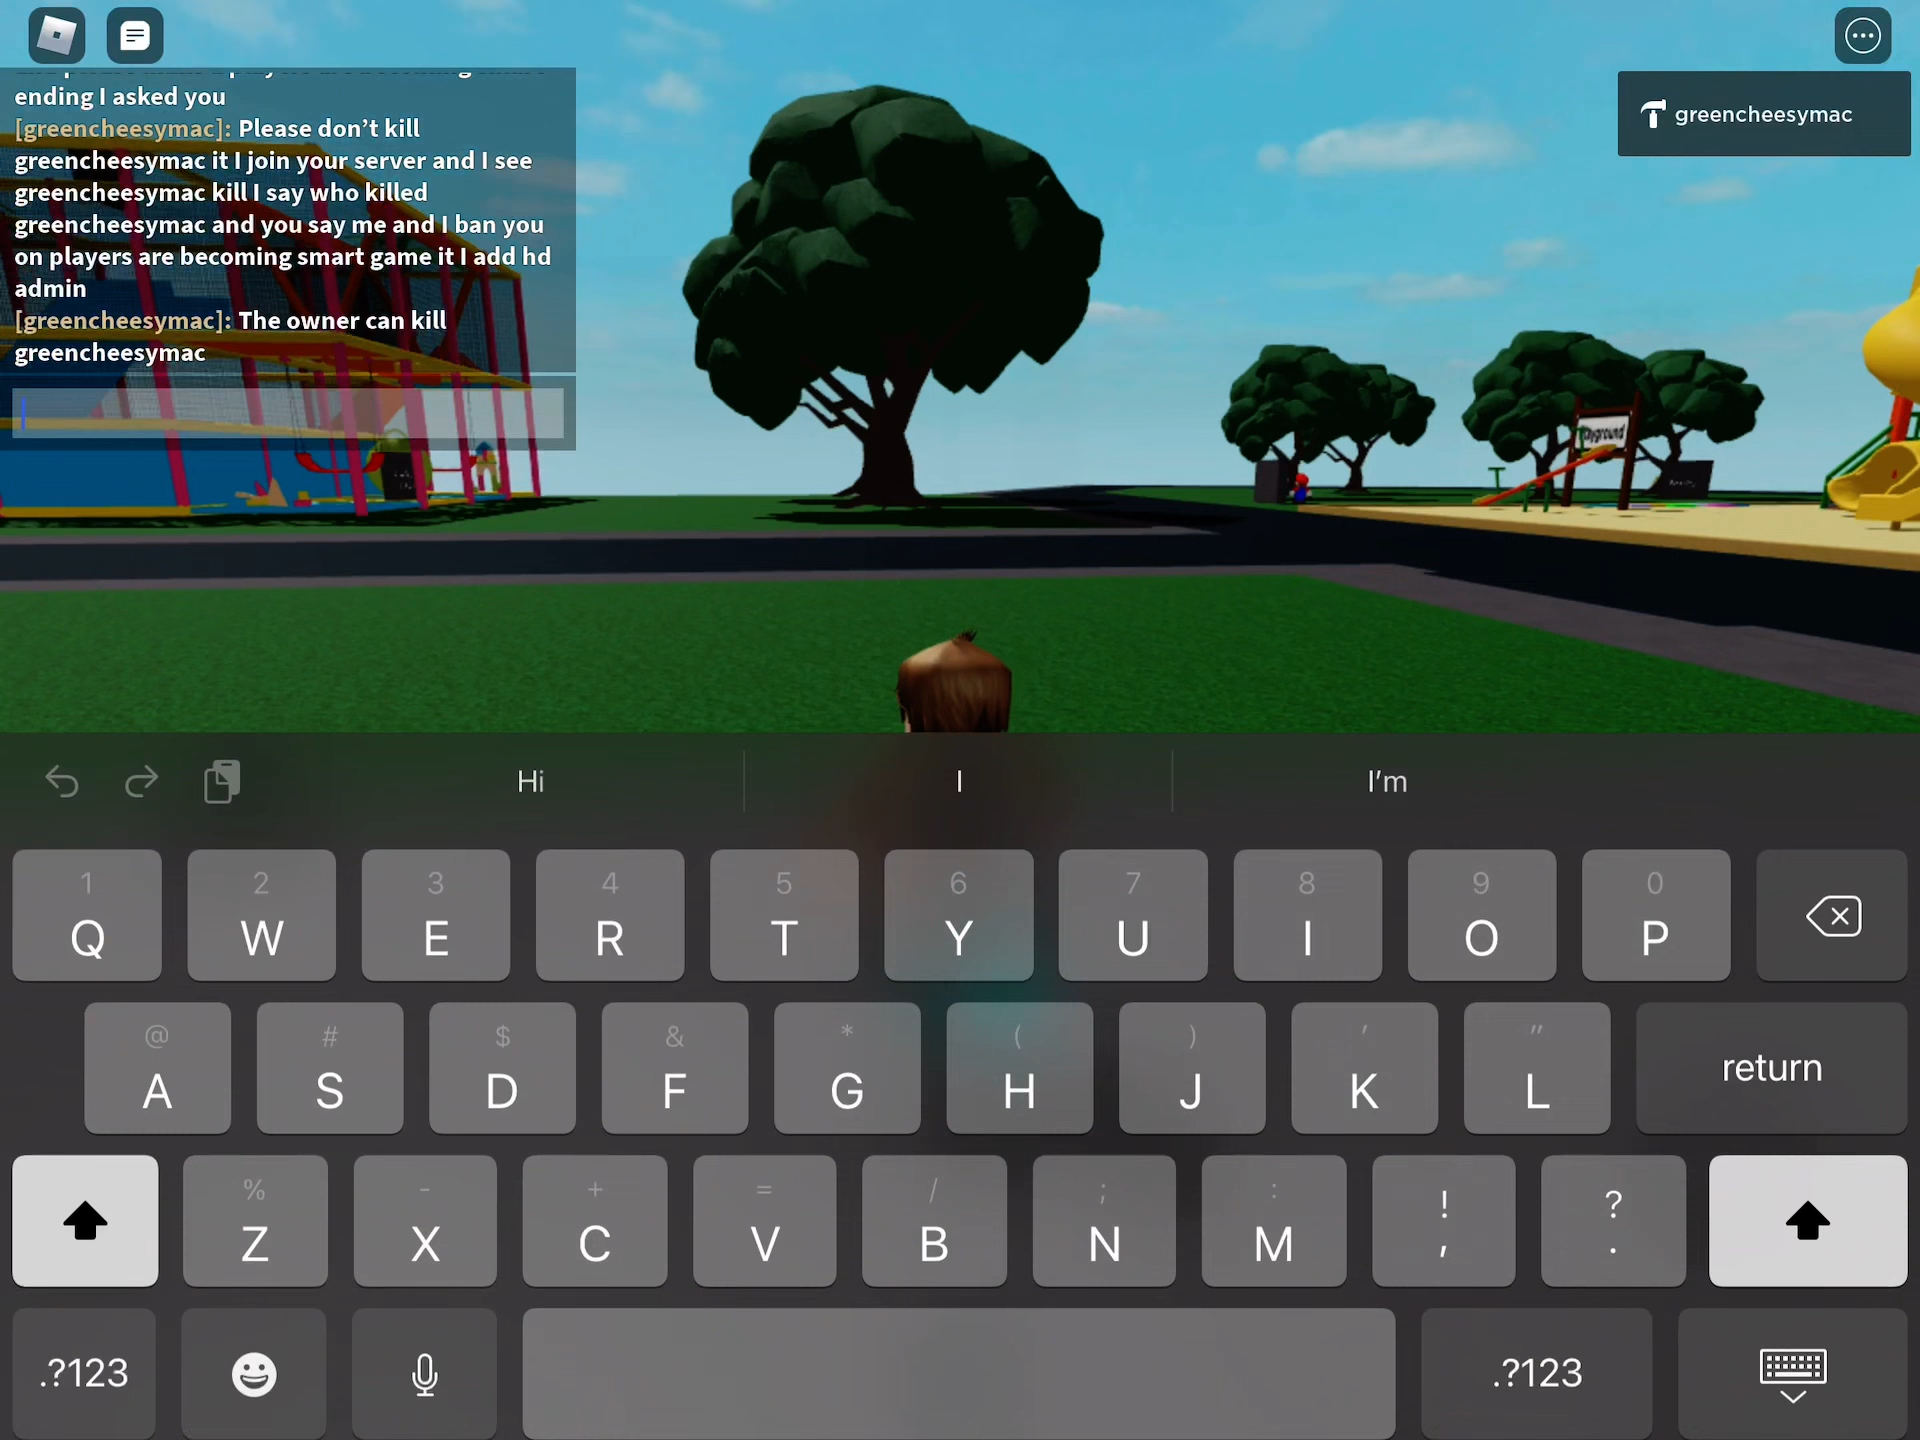 greencheesymac
ending I asked you
[greencheesymac]: Please don’t kill
greencheesymac it I join your server and I see
greencheesymac kill I say who killed
greencheesymac and you say me and I ban you
on players are becoming smart game it I add hd
admin
[greencheesymac]: The owner can kill
greencheesymac
Hi
I
I’m
1 2 3 4 5 6 7 8 9 0
Q W E R T Y U I O P
@ # $ & * ( ) ' "
A S D F G H J K L return
% - + = / ; : ! ?
Z X C V B N M , .
.?123 .?123